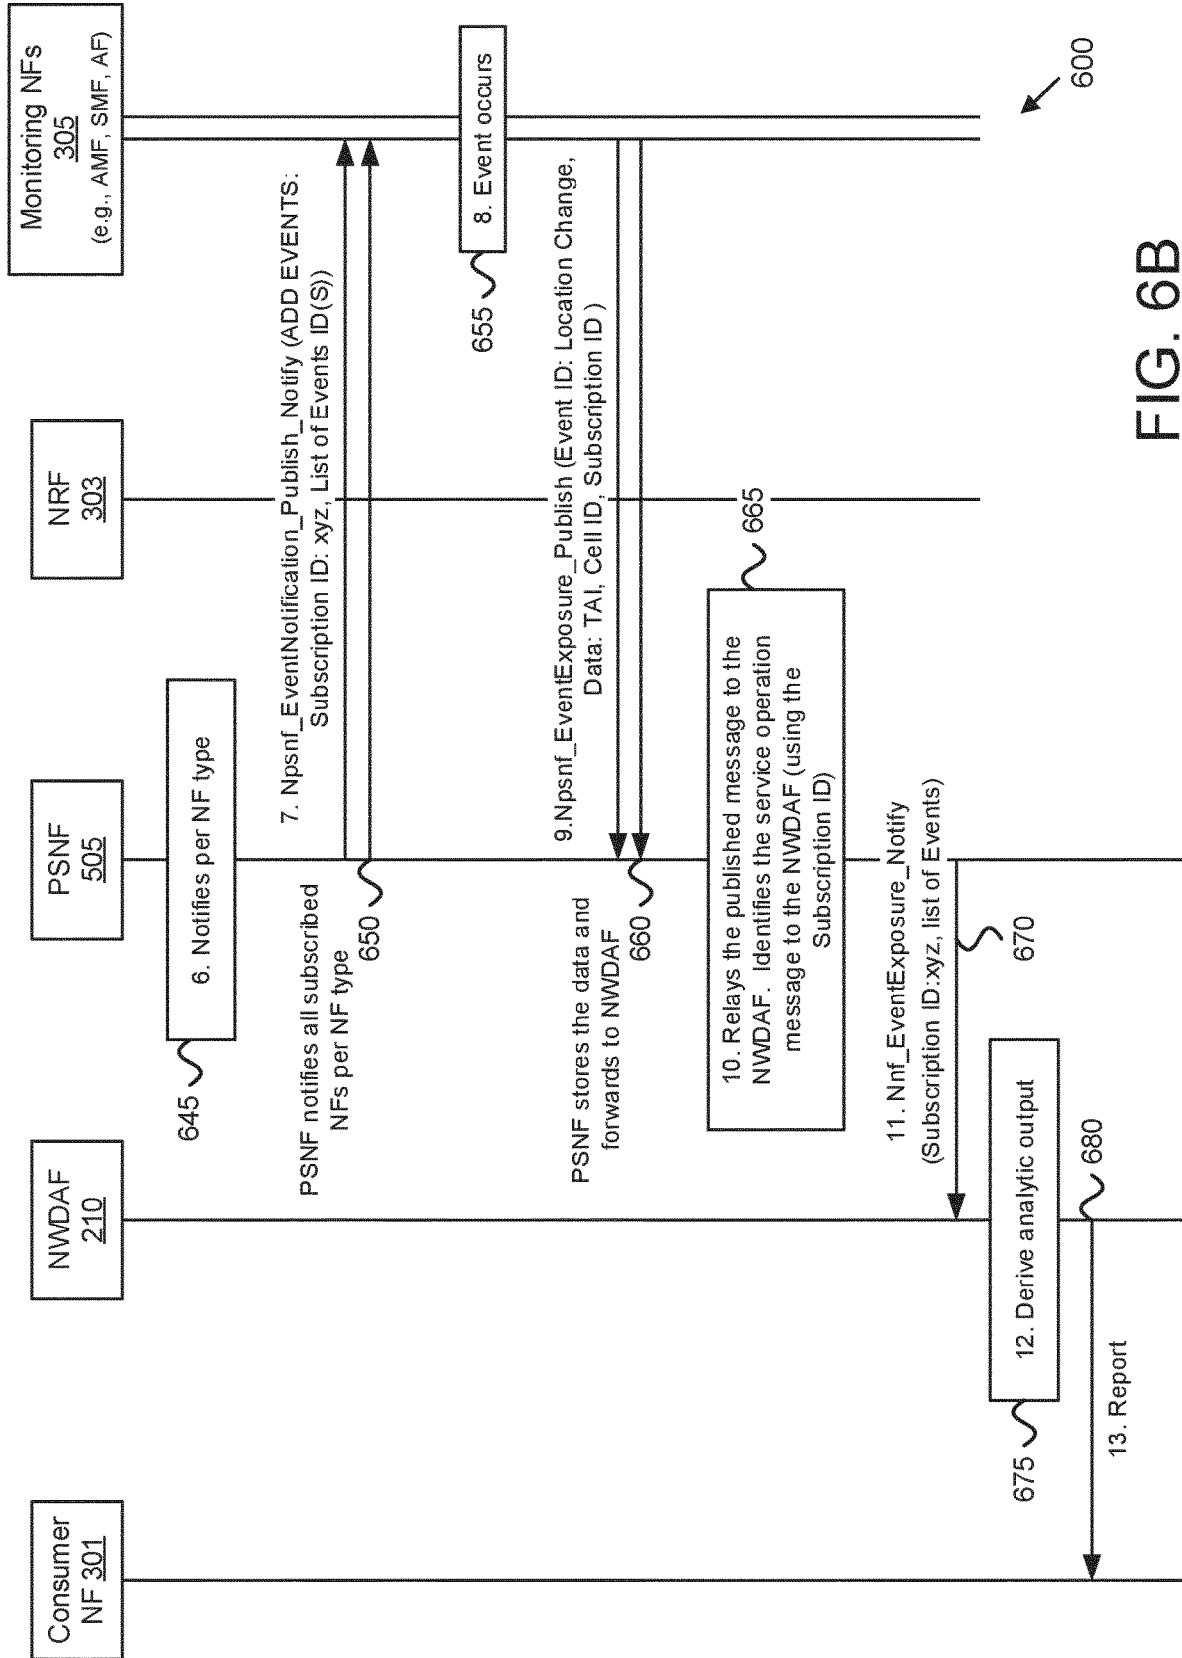 Consumer
NF 301
NWDAF
210
PSNF
505
NRF
303
Monitoring NFs
305
(e.g., AMF, SMF, AF)
645
6. Notifies per NF type
PSNF notifies all subscribed
NFs per NF type
650
7. Npsnf_EventNotification_Publish_Notify (ADD EVENTS:
Subscription ID: xyz, List of Events ID(S))
655
8. Event occurs
PSNF stores the data and
forwards to NWDAF
660
9.Npsnf_EventExposure_Publish (Event ID: Location Change,
Data: TAI, Cell ID, Subscription ID )
665
10. Relays the published message to the
NWDAF. Identifies the service operation
message to the NWDAF (using the
Subscription ID)
11. Nnf_EventExposure_Notify
(Subscription ID:xyz, list of Events)
670
675
12. Derive analytic output
680
13. Report
600
FIG. 6B